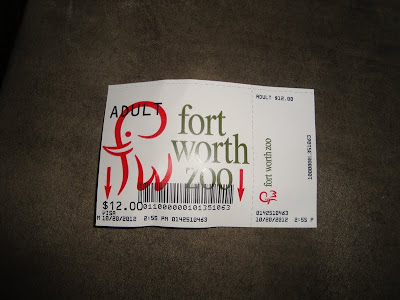 ADULT
fort
worth
zoo
$12.00
011000000101351063
VISA
M 10/20/2012 2:55 PM 0142510463
ADULT $12.00
fort worth zoo
0142510463
10/20/2012 2:55 P